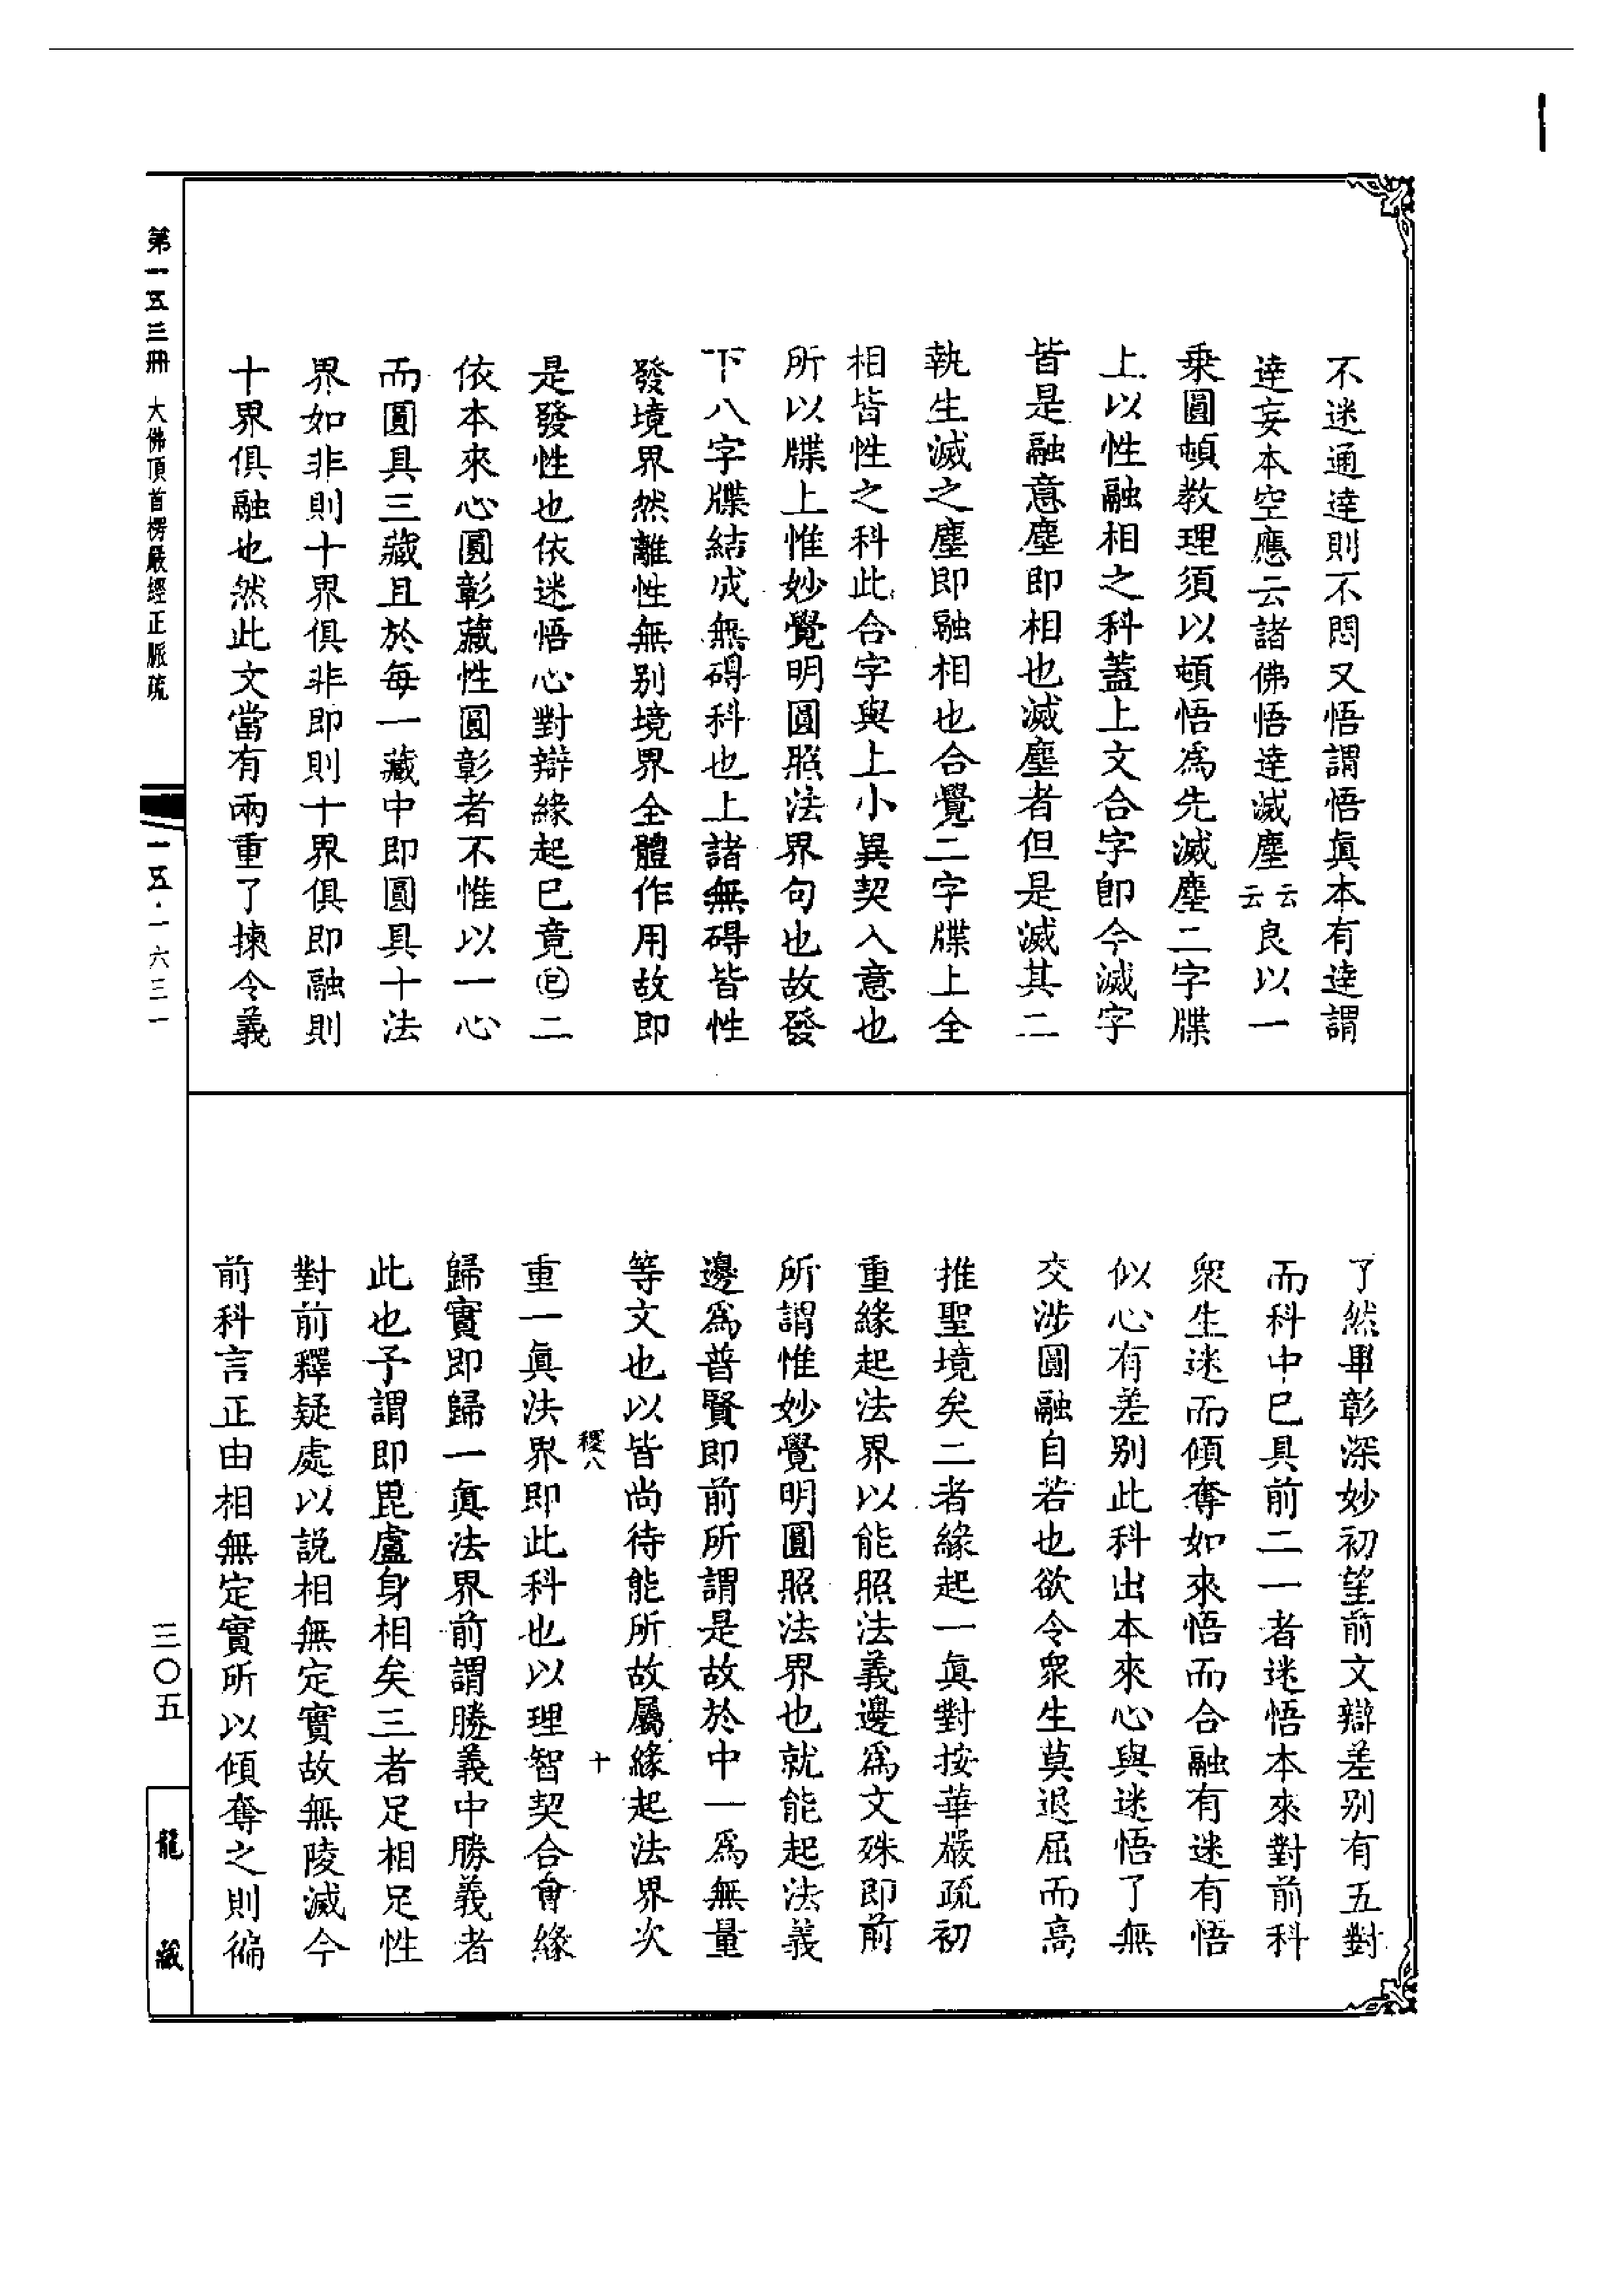 不迷通達則不悶又悟謂悟眞本有達謂
達妄本空應云諸佛悟達滅塵云云良以一
乗圓頓教理須以頓悟爲先滅塵二字牒
上以性融相之科蓋上文合字卽今滅字
皆是融意塵即相也滅塵者但是滅其二
執生滅之塵即融相也合覺二字牒上全
相皆性之科此合字與上小異契入意也
所以牒上惟妙覺明圓照法界句也故發
下八字牒結成無碍科也上諸無碍皆性
發境界然離性無别境界全體作用故即
是發性也依迷悟心對辯緣起已竟㔾二
依本來心圓彰藏性圓彰者不惟以一心
而圓具三藏且於每一藏中即圓具十法
界如非則十界俱非即則十界俱即融則
十界俱融也然此文當有兩重了揀令義
了然畢彰深妙初望前文辯差别有五對
而科中已具前二一者迷悟本來對前科
衆生迷而傾奪如來悟而合融有迷有悟
似心有差别此科出本來心與迷悟了無
交涉圓融自若也欲令衆生莫退屈而高
推聖境矣二者緣起一眞對按華嚴疏初
重緣起法界以能照法義邊爲文殊即前
所謂惟妙覺明圓照法界也就能起法義
邊爲普賢即前所謂是故於中一爲無量
等文也以皆尚待能所故屬緣起法界次
稷八
十
重一眞法界即此科也以理智契合會緣
歸實即歸一眞法界前謂勝義中勝義者
此也予謂即毘盧身相矣三者足相足性
對前釋疑處以説相無定實故無陵滅今
前科言正由相無定實所以傾奪之則徧
第一五三冊 大佛頂首楞嚴經正脈疏
一五·一六三一
三〇五
龍藏